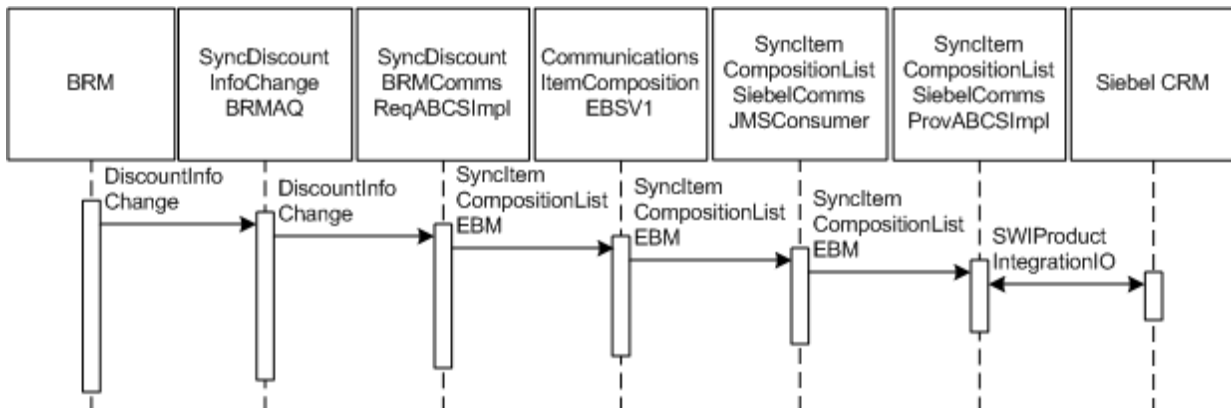 BRM
SyncDiscount
InfoChange
BRMAQ
SyncDiscount
BRMComms
ReqABCSImpl
Communications
ItemComposition
EBSV1
SyncItem
CompositionList
SiebelComms
JMSConsumer
SyncItem
CompositionList
SiebelComms
ProvABCSImpl
Siebel CRM
DiscountInfo
Change
DiscountInfo
Change
SyncItem
CompositionList
EBM
SyncItem
CompositionList
EBM
SyncItem
CompositionList
EBM
SWIProduct
IntegrationIO